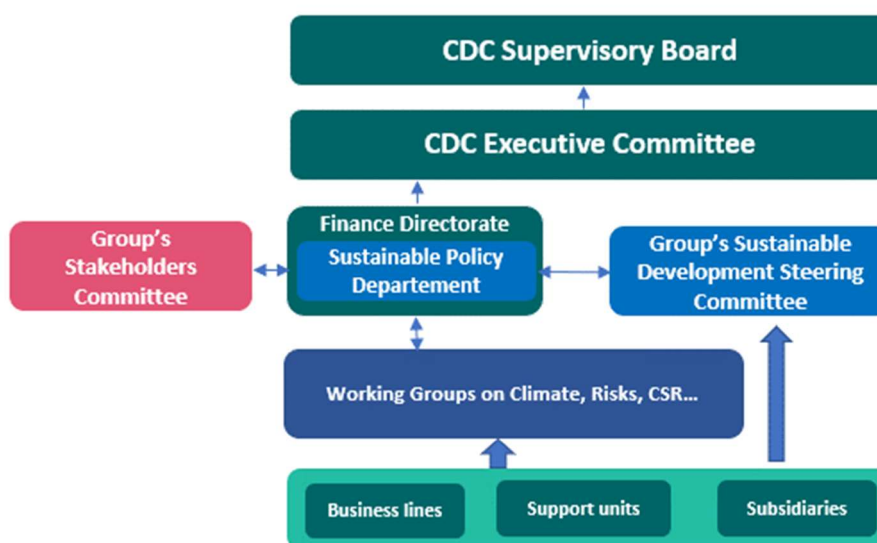 CDC Supervisory Board
CDC Executive Committee
Finance Directorate
Sustainable Policy
Departement
Group's
Stakeholders
Committee
Group's Sustainable
Development Steering
Committee
Working Groups on Climate, Risks, CSR...
Business lines
Support units
Subsidiaries